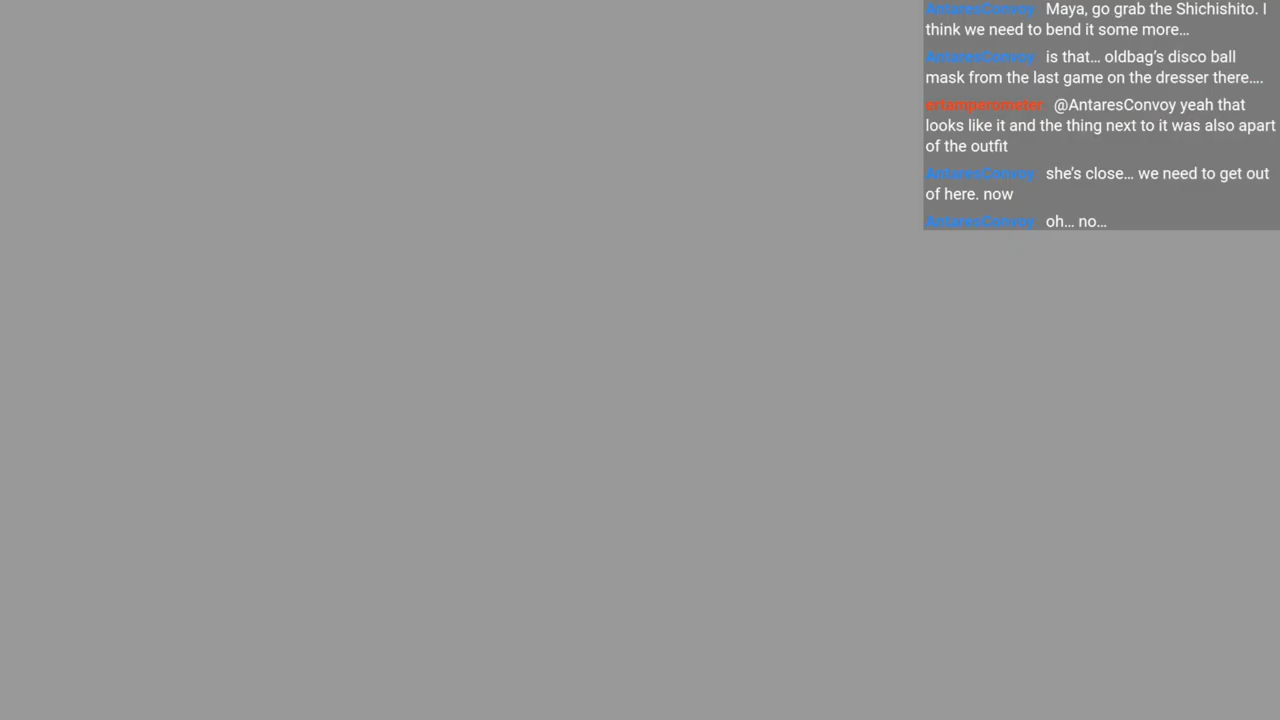 AntaresConvoy Maya, go grab the Shichishito. I
think we need to bend it some more…
AntaresConvoy is that… oldbag’s disco ball
mask from the last game on the dresser there….
artamparometer @AntaresConvoy yeah that
looks like it and the thing next to it was also apart
of the outfit
AntaresConvoy she’s close… we need to get out
of here. now
AntaresConvoy oh… no…